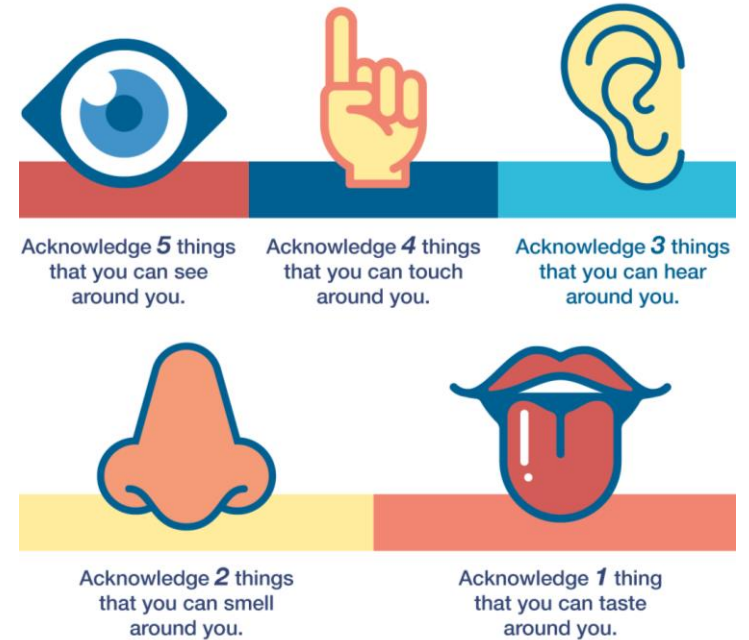 Acknowledge 5 things
that you can see
around you.
Acknowledge 4 things
that you can touch
around you.
Acknowledge 3 things
that you can hear
around you.
Acknowledge 2 things
that you can smell
around you.
Acknowledge 1 thing
that you can taste
around you.